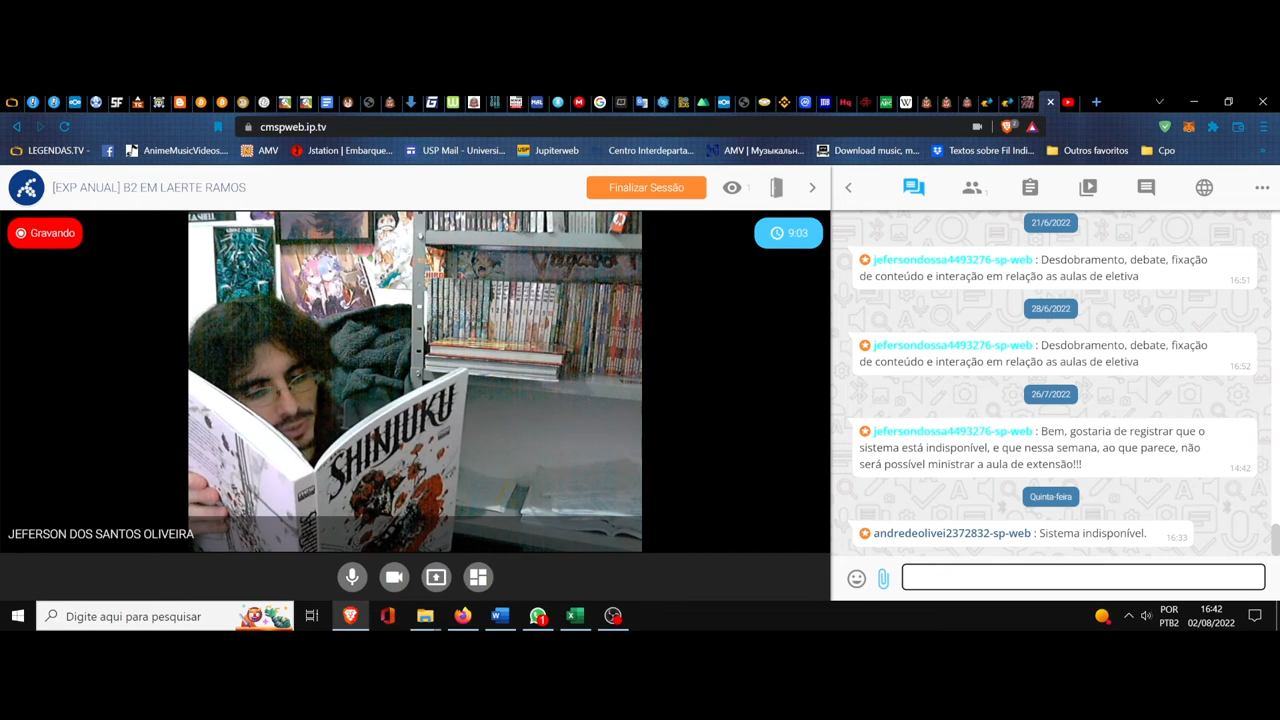 cmspweb.ip.tv
2
LEGENDAS.TV -
AnimeMusicVideos...
AMV
Jstation | Embarque...
USP Mail - Universi...
Jupiterweb
Centro Interdeparta...
AMV | Музыкальн...
Download music, m...
Textos sobre Fil Indi...
Outros favoritos
Cpo
[EXP ANUAL] B2 EM LAERTE RAMOS
Finalizar Sessão
1
1
Gravando
9:03
SHINJUKU
JEFERSON DOS SANTOS OLIVEIRA
21/6/2022
jefersondossa4493276-sp-web : Desdobramento, debate, fixação
de conteúdo e interação em relação as aulas de eletiva
16:51
28/6/2022
jefersondossa4493276-sp-web : Desdobramento, debate, fixação
de conteúdo e interação em relação as aulas de eletiva
16:52
26/7/2022
jefersondossa4493276-sp-web : Bem, gostaria de registrar que o
sistema está indisponível, e que nessa semana, ao que parece, não
será possível ministrar a aula de extensão!!!
14:42
Quinta-feira
andredeolivei2372832-sp-web : Sistema indisponível.
16:33
Digite aqui para pesquisar
1
POR
PTB2
16:42
02/08/2022